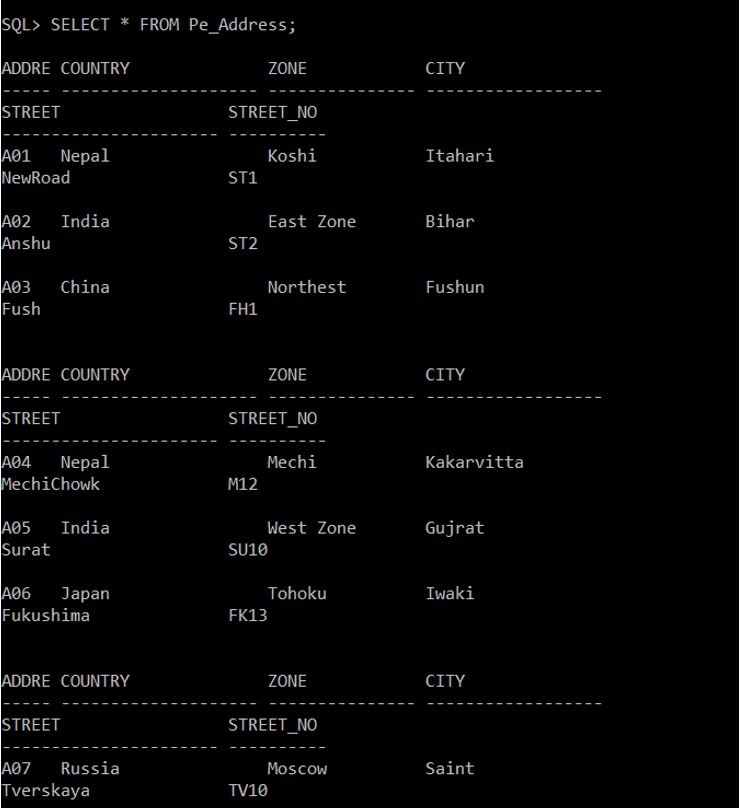 SQL> SELECT * FROM Pe_Address;
ADDRE COUNTRY              ZONE            CITY
----- -------------------- --------------- ------------------
STREET                 STREET_NO
---------------------- ----------
A01   Nepal                Koshi           Itahari
NewRoad                ST1
A02   India                East Zone       Bihar
Anshu                  ST2
A03   China                Northest        Fushun
Fush                   FH1
ADDRE COUNTRY              ZONE            CITY
----- -------------------- --------------- ------------------
STREET                 STREET_NO
---------------------- ----------
A04   Nepal                Mechi           Kakarvitta
MechiChowk             M12
A05   India                West Zone       Gujrat
Surat                  SU10
A06   Japan                Tohoku          Iwaki
Fukushima              FK13
ADDRE COUNTRY              ZONE            CITY
----- -------------------- --------------- ------------------
STREET                 STREET_NO
---------------------- ----------
A07   Russia               Moscow          Saint
Tverskaya              TV10